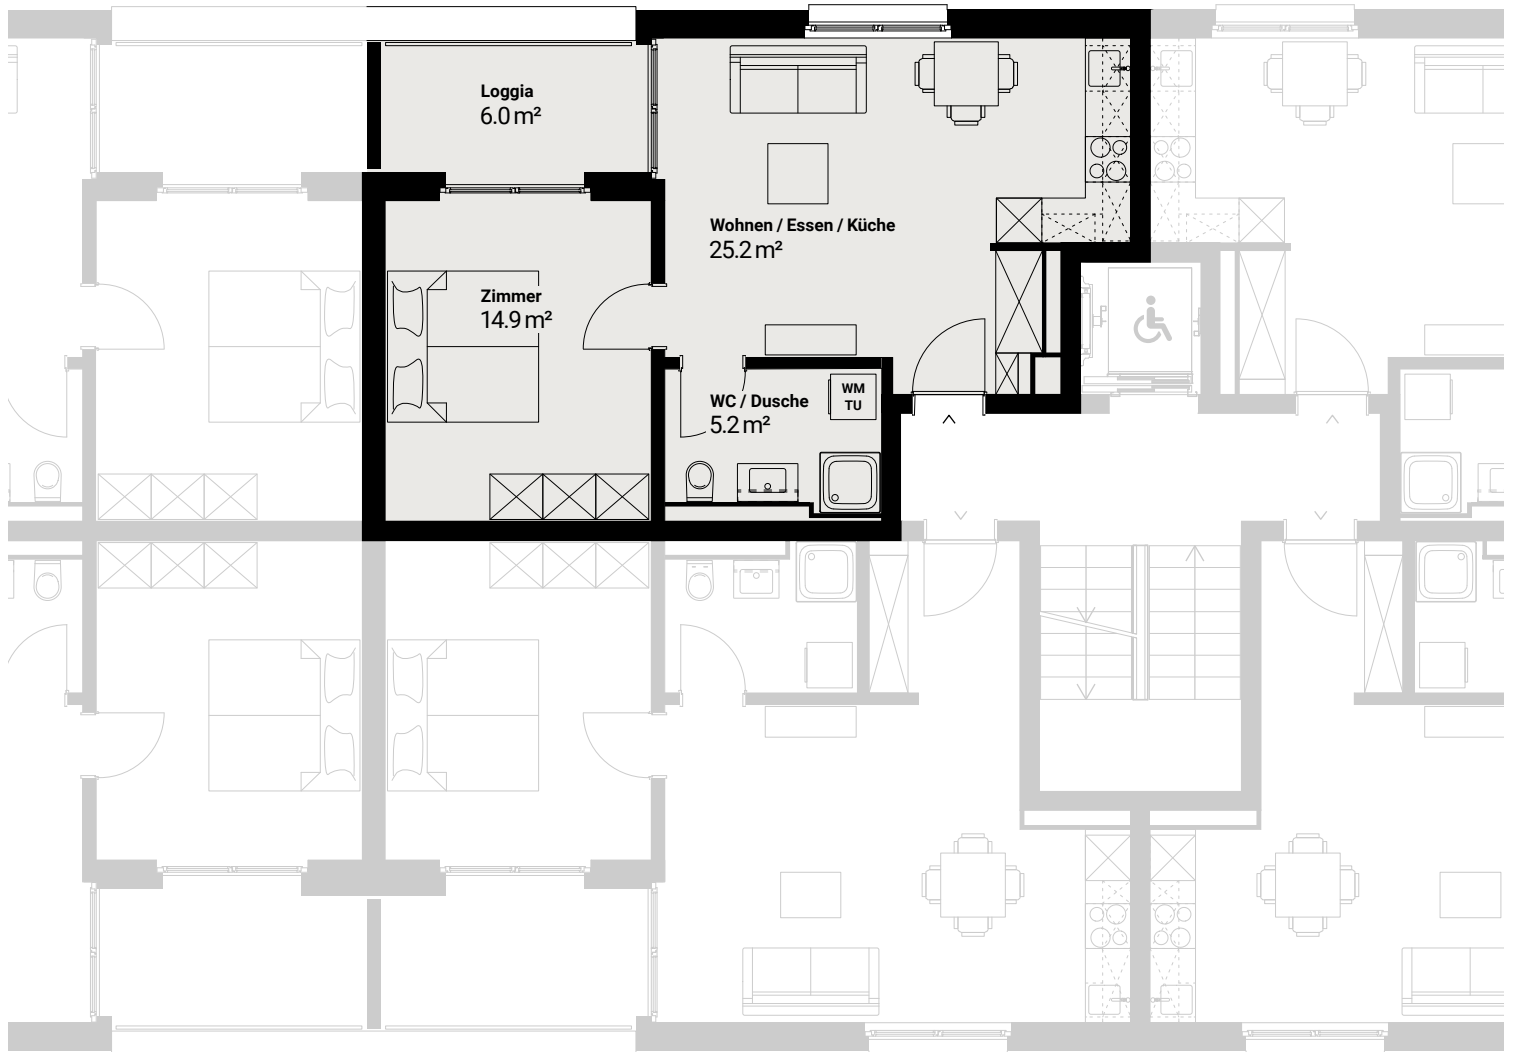 Loggia
6.0 m²
Wohnen / Essen / Küche
25.2 m²
Zimmer
14.9 m²
WC / Dusche
5.2 m²
WM
TU